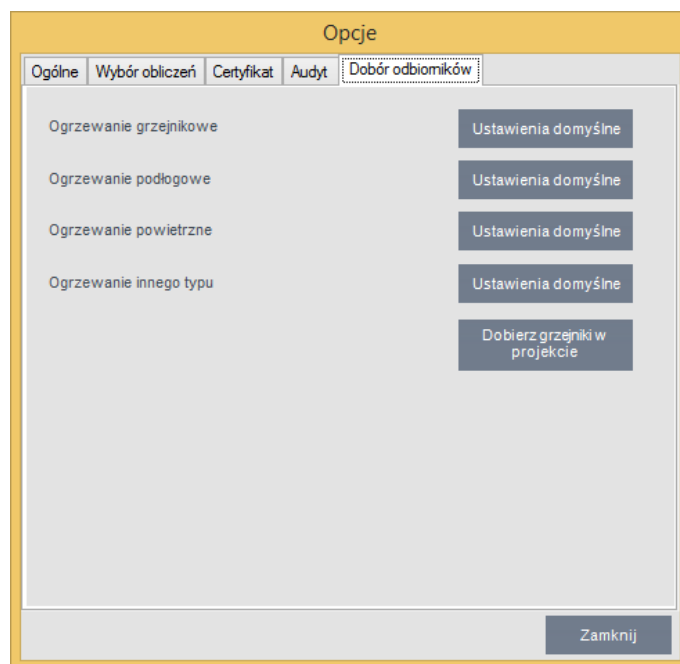 Opcje
Ogólne Wybór obliczeń Certyfikat Audyt Dobór odbiorników
Ogrzewanie grzejnikowe Ustawienia domyślne
Ogrzewanie podłogowe Ustawienia domyślne
Ogrzewanie powietrzne Ustawienia domyślne
Ogrzewanie innego typu Ustawienia domyślne
Dobierz grzejniki w
projekcie
Zamknij